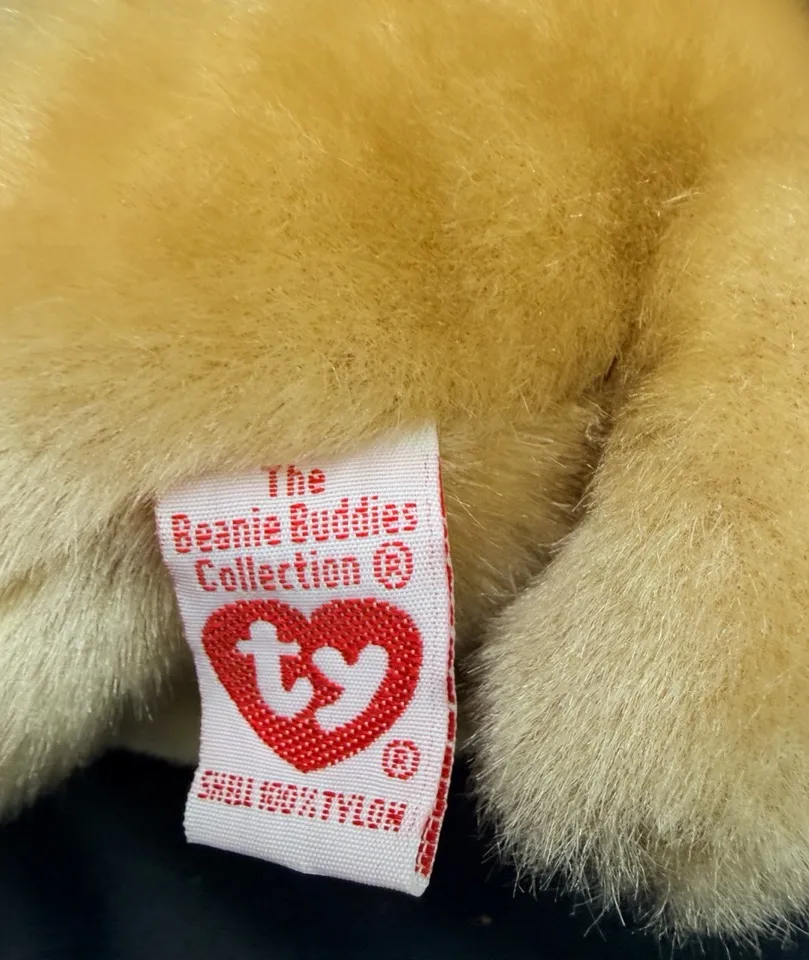 The
Beanie Buddies
Collection ®
ty
®
SHELL 100% TYLON